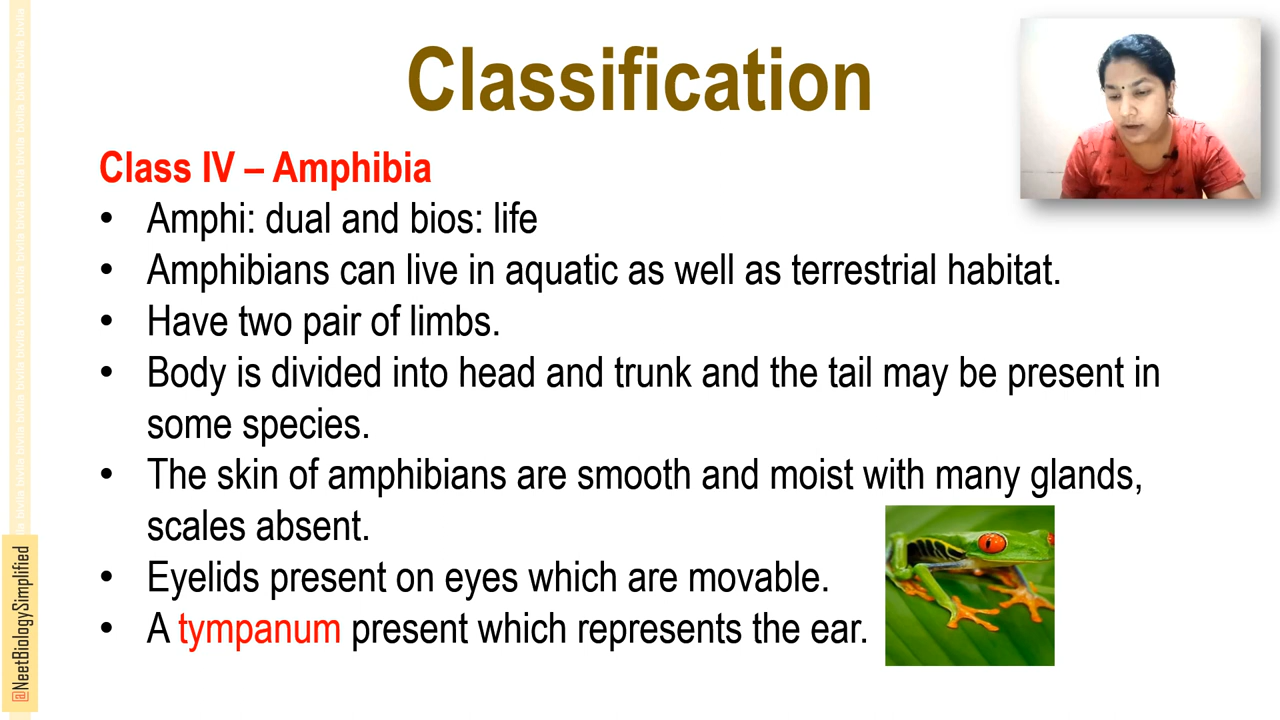 Classification
Class IV – Amphibia
• Amphi: dual and bios: life
• Amphibians can live in aquatic as well as terrestrial habitat.
• Have two pair of limbs.
• Body is divided into head and trunk and the tail may be present in
some species.
• The skin of amphibians are smooth and moist with many glands,
scales absent.
• Eyelids present on eyes which are movable.
• A tympanum present which represents the ear.
@NeetBiologySimplified